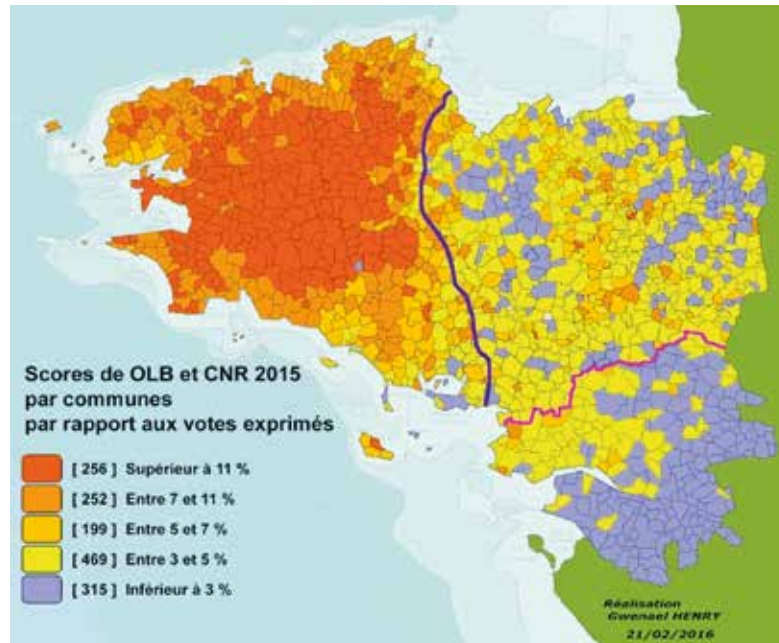 Scores de OLB et CNR 2015
par communes
par rapport aux votes exprimés
[ 256 ] Supérieur à 11 %
[ 252 ] Entre 7 et 11 %
[ 199 ] Entre 5 et 7 %
[ 469 ] Entre 3 et 5 %
[ 315 ] Inférieur à 3 %
Réalisation
Gwenael HENRY
21/02/2016